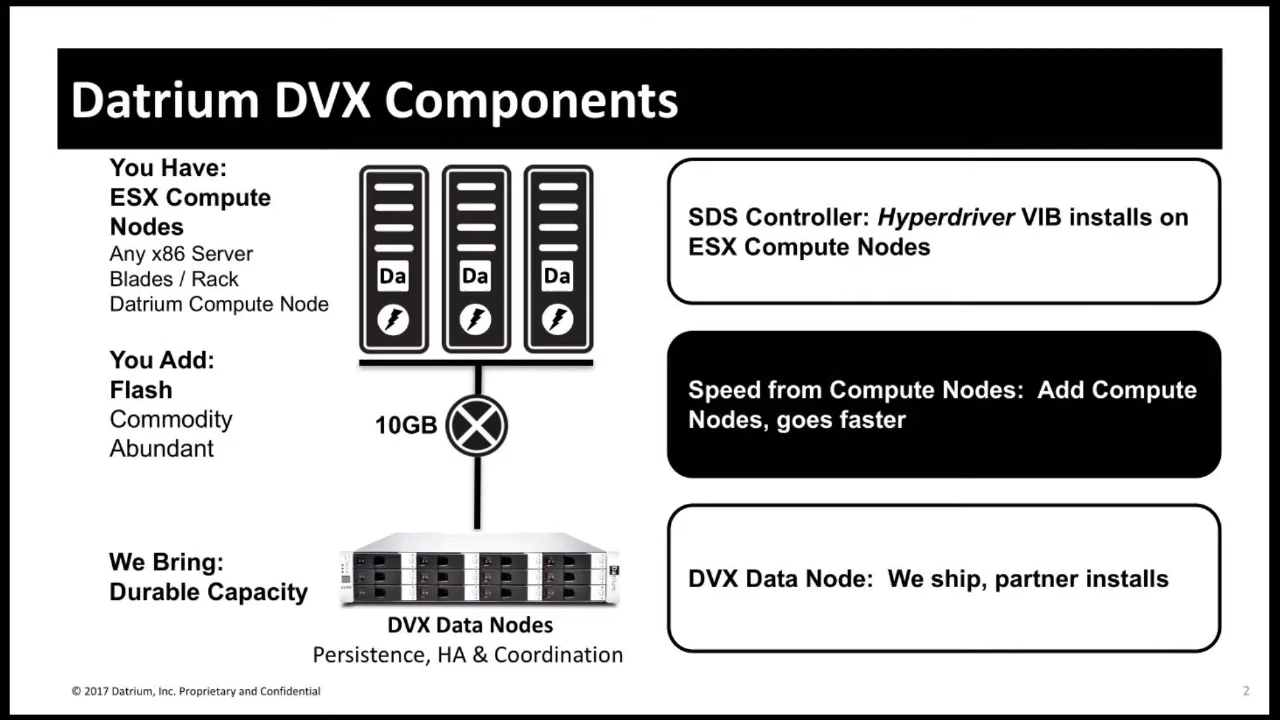 Datrium DVX Components
You Have:
ESX Compute
Nodes
Any x86 Server
Blades / Rack
Datrium Compute Node
Da Da Da
SDS Controller: Hyperdriver VIB installs on
ESX Compute Nodes
You Add:
Flash
Commodity
Abundant
10GB
Speed from Compute Nodes: Add Compute
Nodes, goes faster
We Bring:
Durable Capacity
DVX Data Nodes
Persistence, HA & Coordination
DVX Data Node: We ship, partner installs
© 2017 Datrium, Inc. Proprietary and Confidential
2